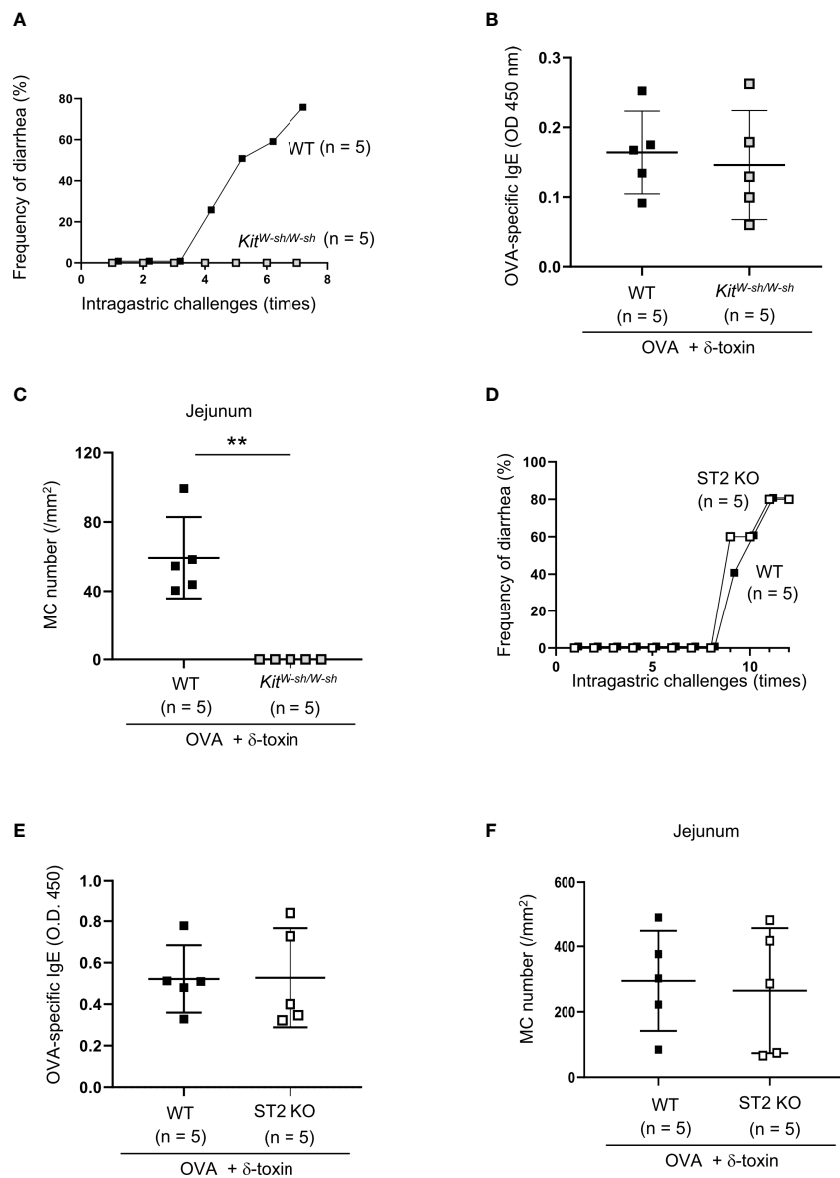 A
Frequency of diarrhea (%)
80
60
40
20
0
0 2 4 6 8
WT (n = 5)
KitW-sh/W-sh (n = 5)
Intragastric challenges (times)
B
OVA-specific IgE (OD 450 nm)
0.3
0.2
0.1
0.0
WT KitW-sh/W-sh
(n = 5) (n = 5)
OVA + δ-toxin
C
Jejunum
**
MC number (/mm2)
120
80
40
0
WT KitW-sh/W-sh
(n = 5) (n = 5)
OVA + δ-toxin
D
Frequency of diarrhea (%)
100
80
60
40
20
0
0 5 10
ST2 KO
(n = 5)
WT
(n = 5)
Intragastric challenges (times)
E
OVA-specific IgE (O.D. 450)
1.0
0.8
0.6
0.4
0.2
0.0
WT ST2 KO
(n = 5) (n = 5)
OVA + δ-toxin
F
Jejunum
MC number (/mm2)
600
400
200
0
WT ST2 KO
(n = 5) (n = 5)
OVA + δ-toxin